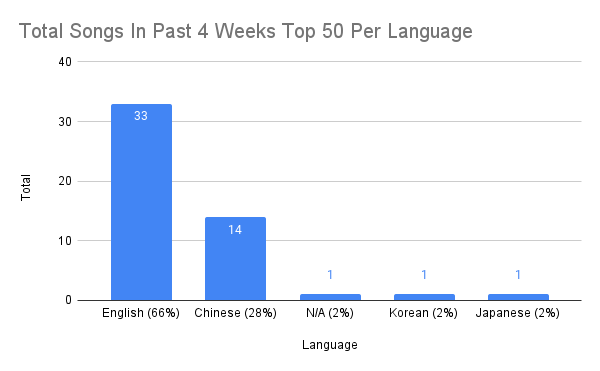 Total Songs In Past 4 Weeks Top 50 Per Language
Total
40
30
20
10
0
33
14
1
1
1
English (66%)
Chinese (28%)
N/A (2%)
Korean (2%)
Japanese (2%)
Language